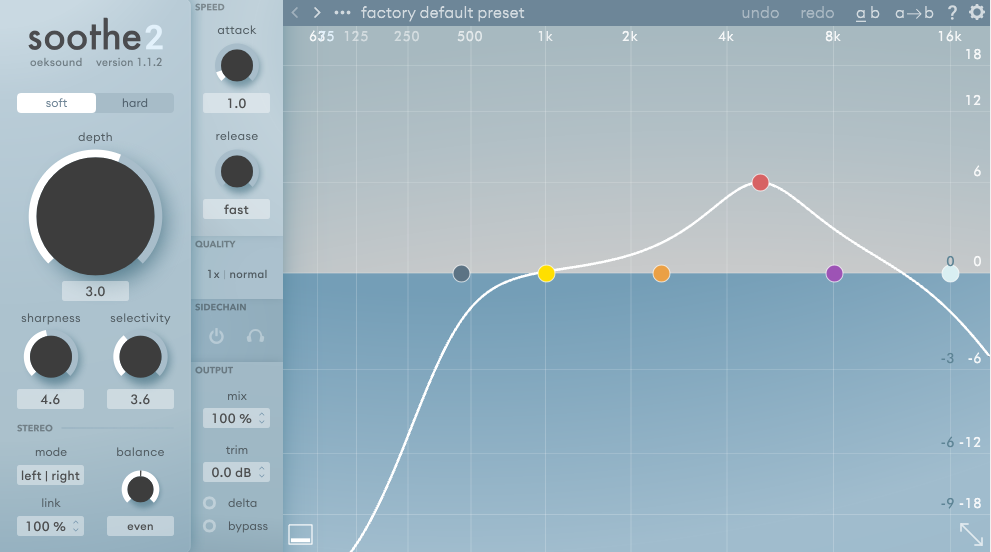 soothe2
oeksound version 1.1.2
soft hard
depth
3.0
sharpness selectivity
4.6 3.6
STEREO
mode balance
left | right
link
100 % even
SPEED
attack
1.0
release
fast
QUALITY
1x | normal
SIDECHAIN
OUTPUT
mix
100 %
trim
0.0 dB
delta
bypass
factory default preset undo redo a b a→b ?
125 250 500 1k 2k 4k 8k 16k
18
12
6
0 0
-3 -6
-6 -12
-9 -18